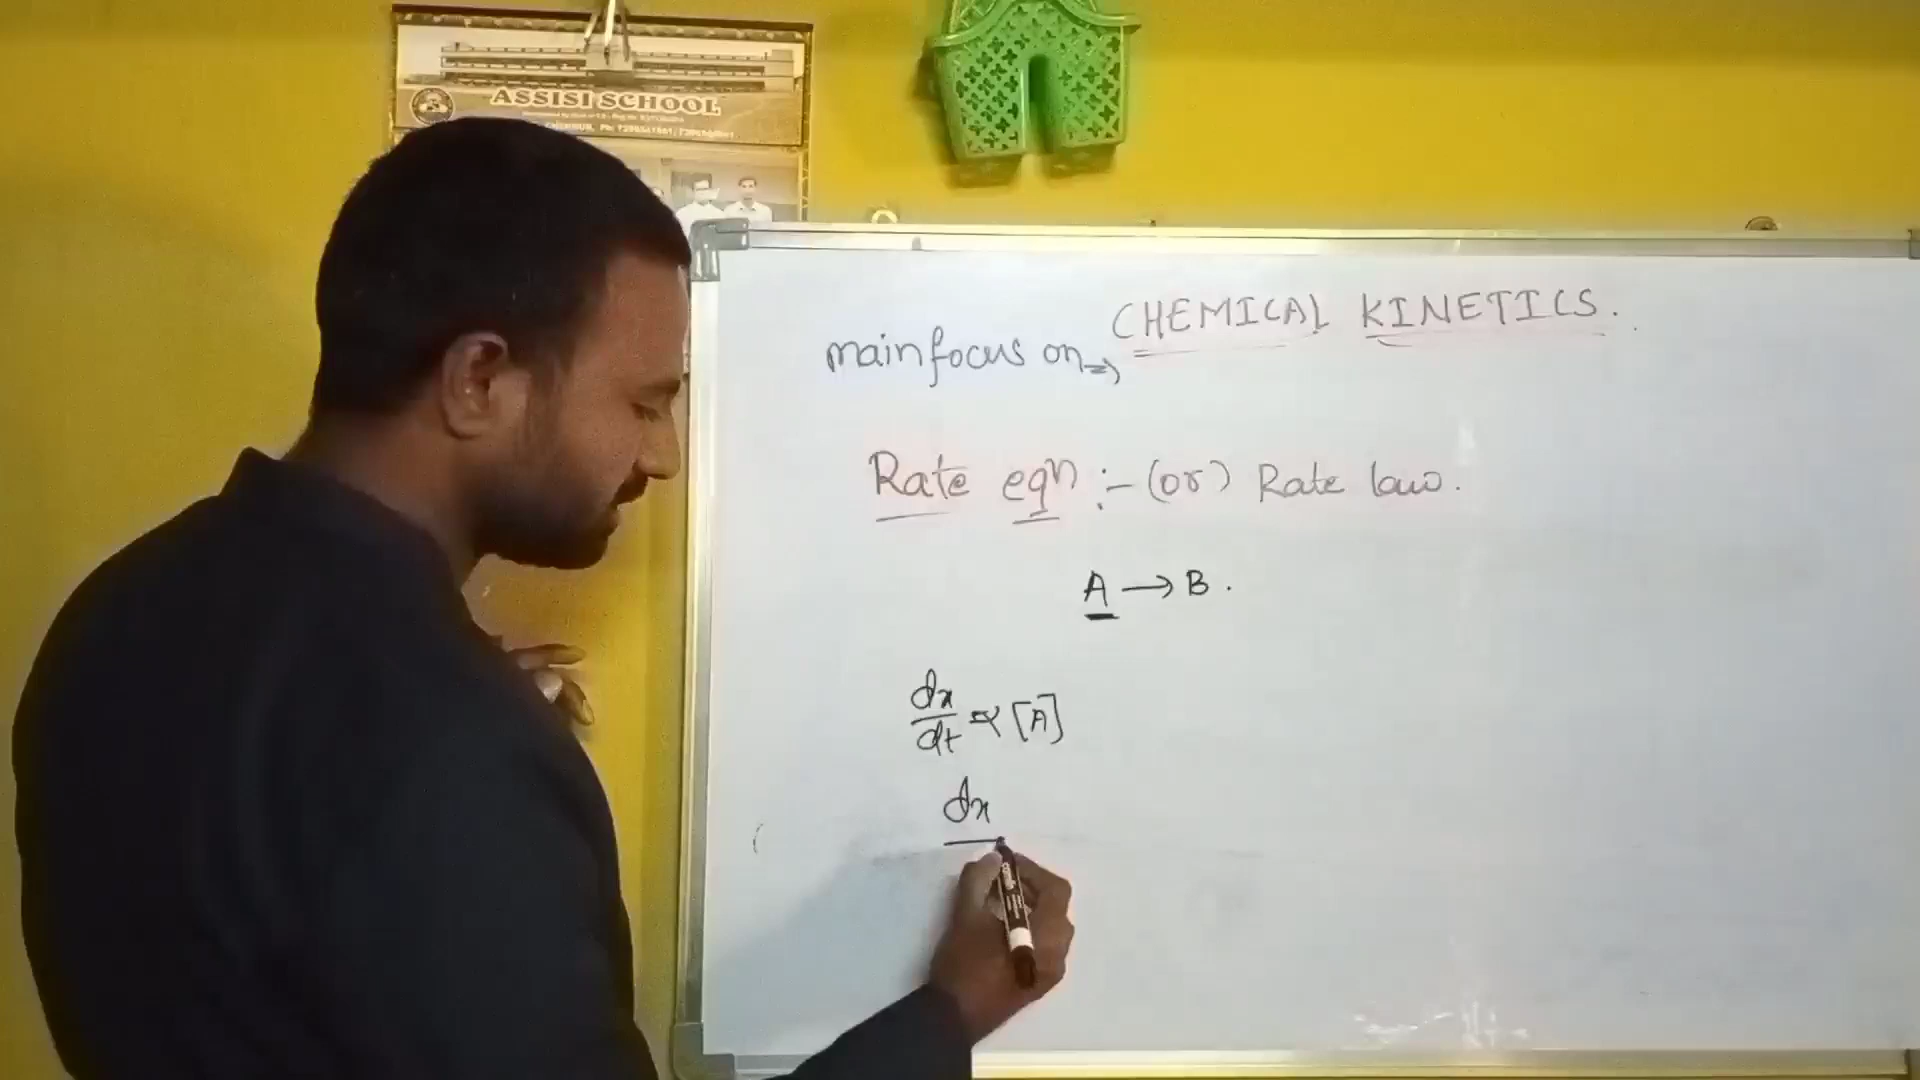 ASSISI SCHOOL
CHEMICAL KINETICS.
main focus on →
Rate eqn :- (or) Rate law.
A → B.
dx/dt ∝ [A]
dx